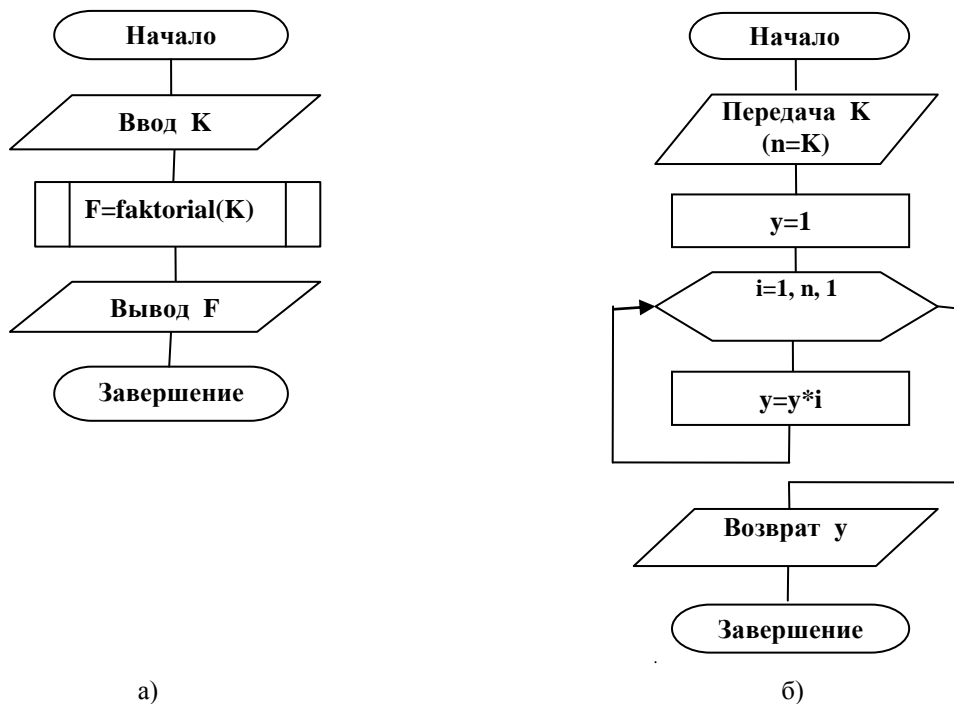 Начало
Ввод K
F=faktorial(K)
Вывод F
Завершение
а)
Начало
Передача K
(n=K)
y=1
i=1, n, 1
y=y*i
Возврат y
Завершение
б)